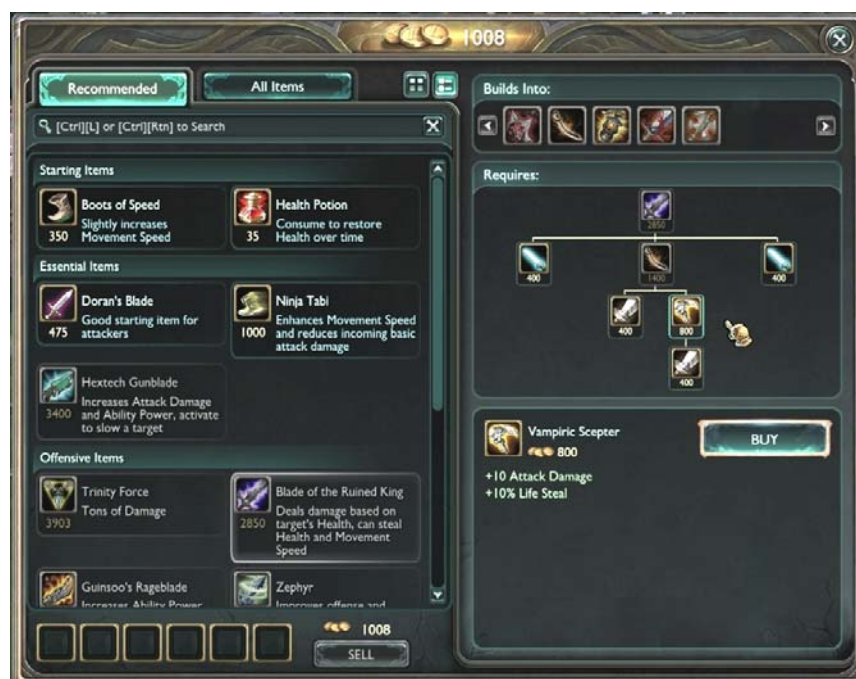 1008
Recommended
All Items
[Ctrl][L] or [Ctrl][Rtn] to Search
Starting Items
Boots of Speed
Slightly increases
Movement Speed
350
Health Potion
Consume to restore
Health over time
35
Essential Items
Doran's Blade
Good starting item for
attackers
475
Ninja Tabi
Enhances Movement Speed
and reduces incoming basic
attack damage
1000
Hextech Gunblade
Increases Attack Damage
and Ability Power, activate
to slow a target
3400
Offensive Items
Trinity Force
Tons of Damage
3903
Blade of the Ruined King
Deals damage based on
target's Health, can steal
Health and Movement
Speed
2850
Guinsoo's Rageblade
Increases Ability Power
Zephyr
Improves offense and
1008
SELL
Builds Into:
Requires:
2850
400
1400
400
400
800
400
Vampiric Scepter
800
BUY
+10 Attack Damage
+10% Life Steal